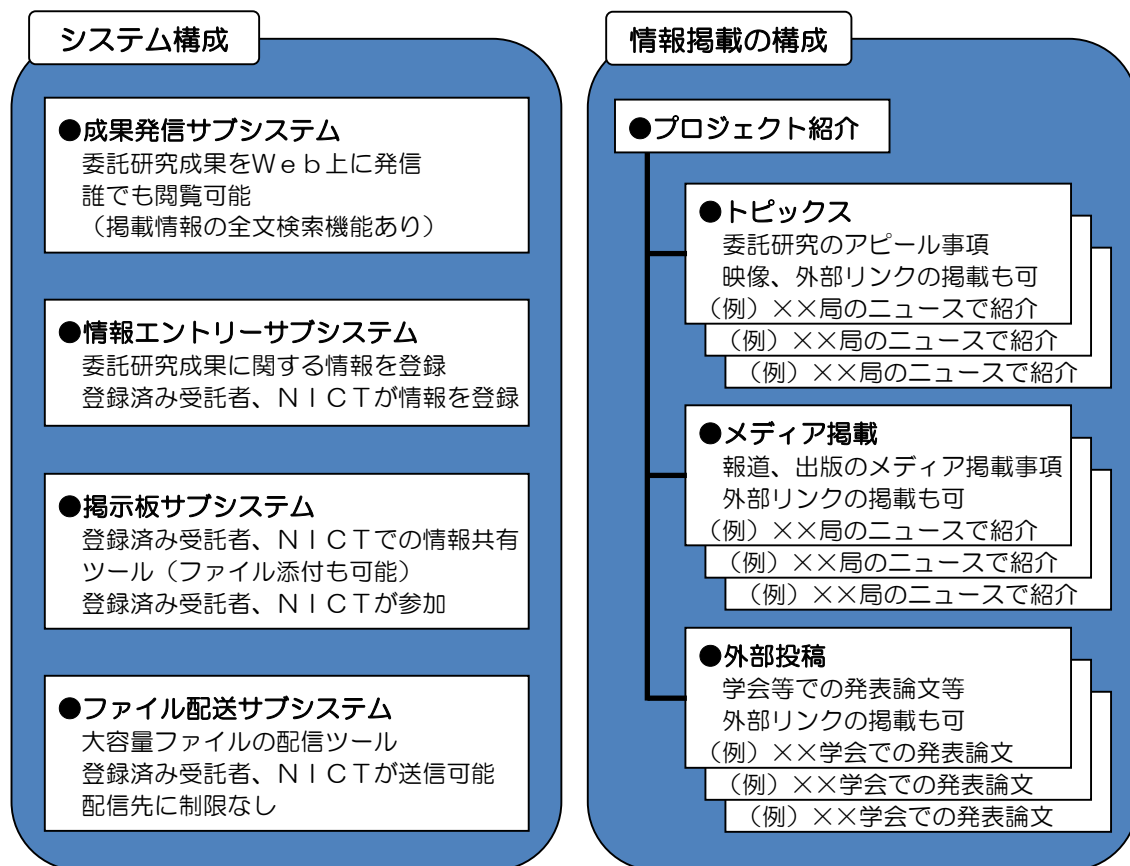 システム構成
●成果発信サブシステム
委託研究成果をWeb上に発信
誰でも閲覧可能
（掲載情報の全文検索機能あり）
●情報エントリーサブシステム
委託研究成果に関する情報を登録
登録済み受託者、NICTが情報を登録
●掲示板サブシステム
登録済み受託者、NICTでの情報共有
ツール（ファイル添付も可能）
登録済み受託者、NICTが参加
●ファイル配送サブシステム
大容量ファイルの配信ツール
登録済み受託者、NICTが送信可能
配信先に制限なし
情報掲載の構成
●プロジェクト紹介
●トピックス
委託研究のアピール事項
映像、外部リンクの掲載も可
（例）××局のニュースで紹介
（例）××局のニュースで紹介
（例）××局のニュースで紹介
●メディア掲載
報道、出版のメディア掲載事項
外部リンクの掲載も可
（例）××局のニュースで紹介
（例）××局のニュースで紹介
（例）××局のニュースで紹介
●外部投稿
学会等での発表論文等
外部リンクの掲載も可
（例）××学会での発表論文
（例）××学会での発表論文
（例）××学会での発表論文